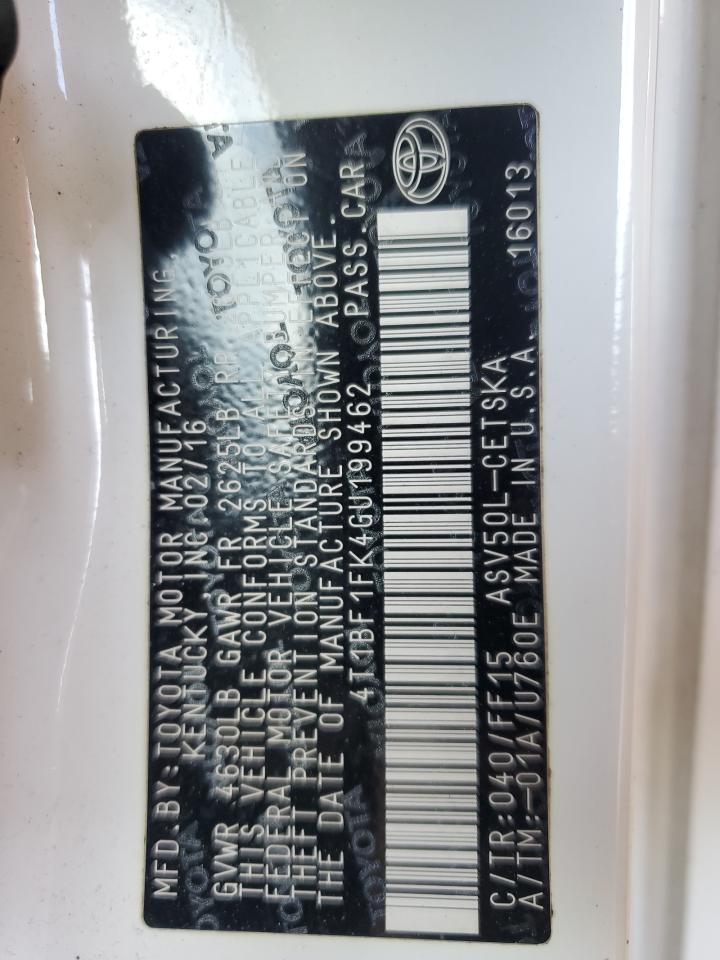 MFD.BY:TOYOTA MOTOR MANUFACTURING,
KENTUCKY, INC. 02/16
GVWR 4630LB GAWR FR 2625LB RR
THIS VEHICLE CONFORMS TO ALL APPLICABLE
FEDERAL MOTOR VEHICLE SAFETY, BUMPER, AND
THEFT PREVENTION STANDARDS IN EFFECT ON
THE DATE OF MANUFACTURE SHOWN ABOVE.
4T1BF1FK4GU199462 PASS.CAR
C/TR:040/FF15 ASV50L-CETSKA
A/TM:-01A/U760E MADE IN U.S.A. 16013